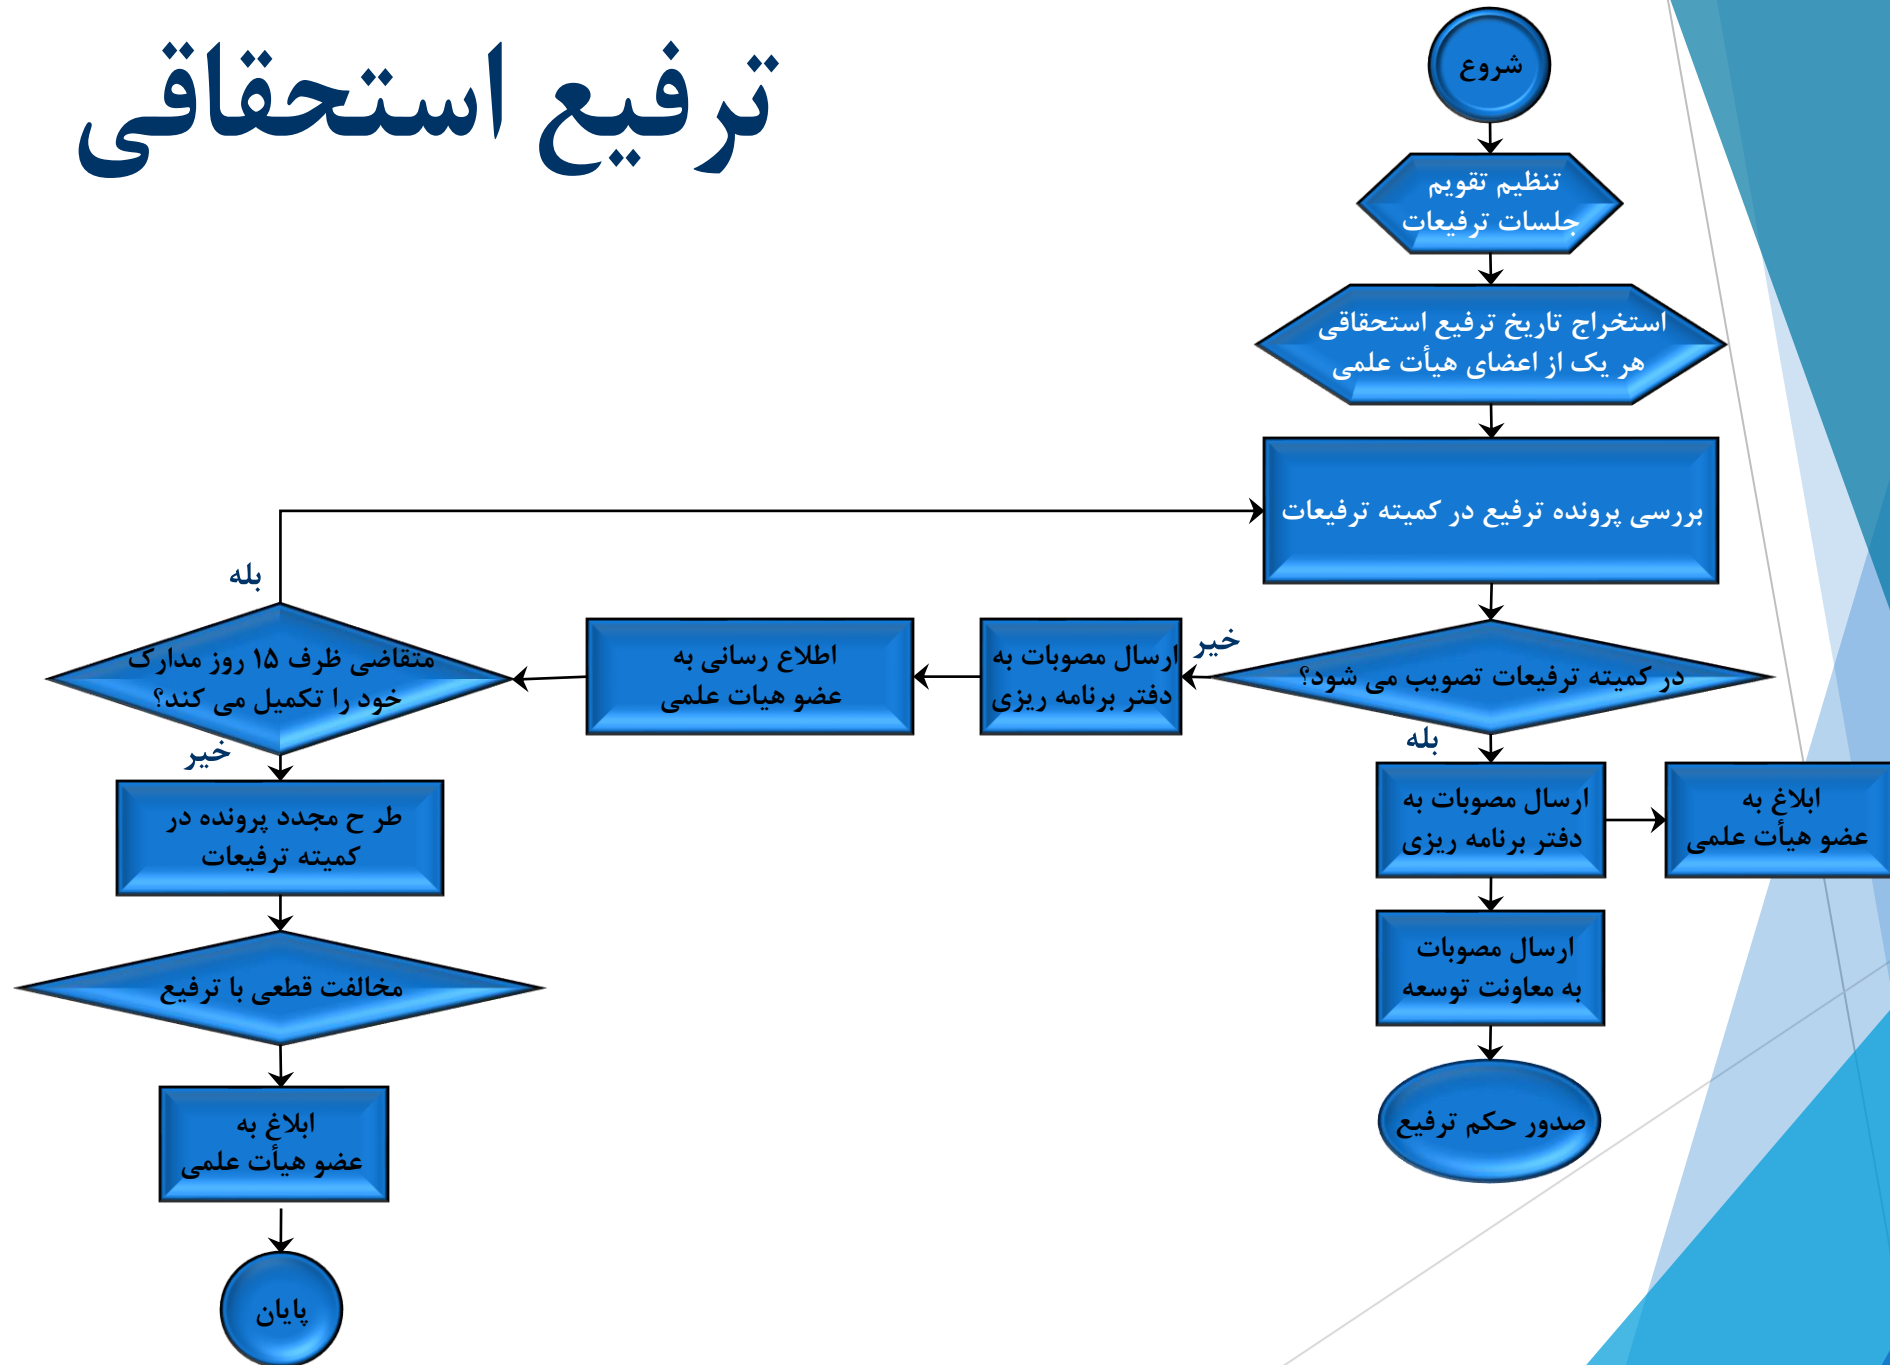 ترفیع استحقاقی
شروع
تنظیم تقویم
جلسات ترفیعات
استخراج تاریخ ترفیع استحقاقی
هر یک از اعضای هیأت علمی
بررسی پرونده ترفیع در کمیته ترفیعات
در کمیته ترفیعات تصویب می شود؟
خیر
ارسال مصوبات به
دفتر برنامه ریزی
اطلاع رسانی به
عضو هیات علمی
متقاضی ظرف ۱۵ روز مدارک
خود را تکمیل می کند؟
بله
خیر
طر ح مجدد پرونده در
کمیته ترفیعات
مخالفت قطعی با ترفیع
ابلاغ به
عضو هیأت علمی
پایان
بله
ارسال مصوبات به
دفتر برنامه ریزی
ابلاغ به
عضو هیأت علمی
ارسال مصوبات
به معاونت توسعه
صدور حکم ترفیع